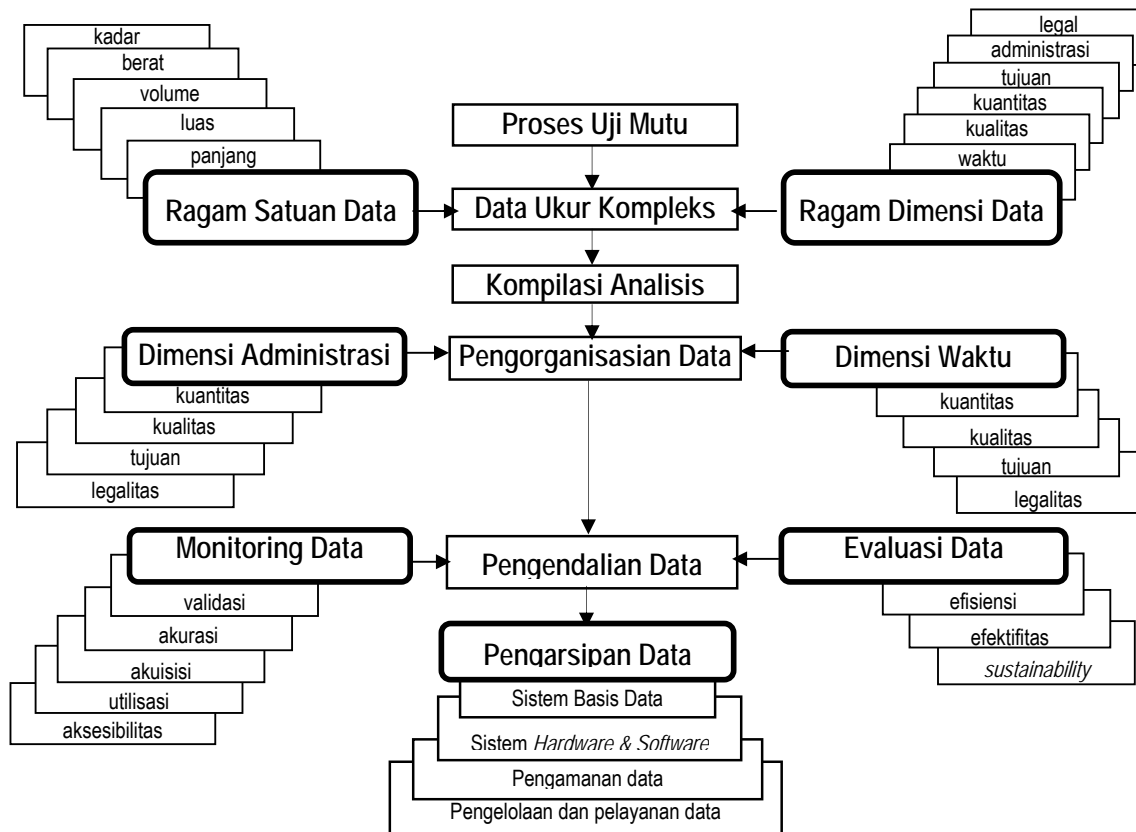 kadar
berat
volume
luas
panjang
Ragam Satuan Data
legal
administrasi
tujuan
kuantitas
kualitas
waktu
Ragam Dimensi Data
Proses Uji Mutu
Data Ukur Kompleks
Kompilasi Analisis
Dimensi Administrasi
kuantitas
kualitas
tujuan
legalitas
Pengorganisasian Data
Dimensi Waktu
kuantitas
kualitas
tujuan
legalitas
Monitoring Data
validasi
akurasi
akuisisi
utilisasi
aksesibilitas
Pengendalian Data
Evaluasi Data
efisiensi
efektifitas
sustainability
Pengarsipan Data
Sistem Basis Data
Sistem Hardware & Software
Pengamanan data
Pengelolaan dan pelayanan data